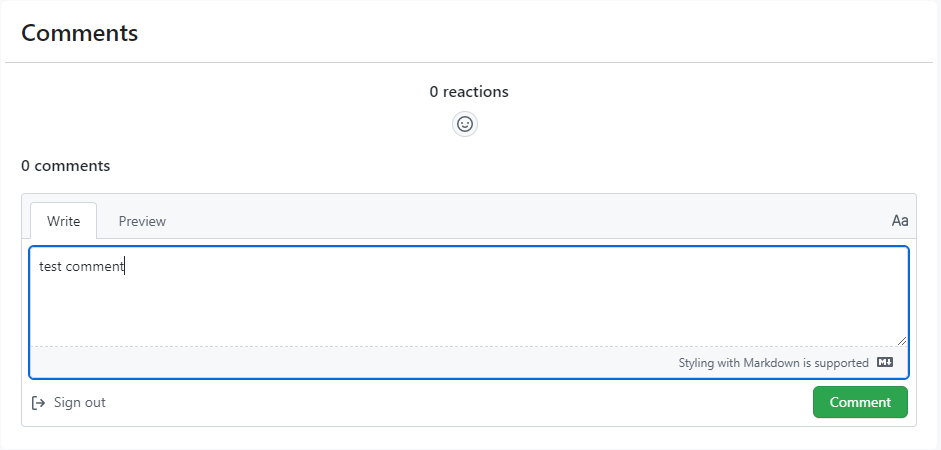 Comments
0 reactions
0 comments
Write Preview Aa
test comment
Styling with Markdown is supported M
Sign out Comment